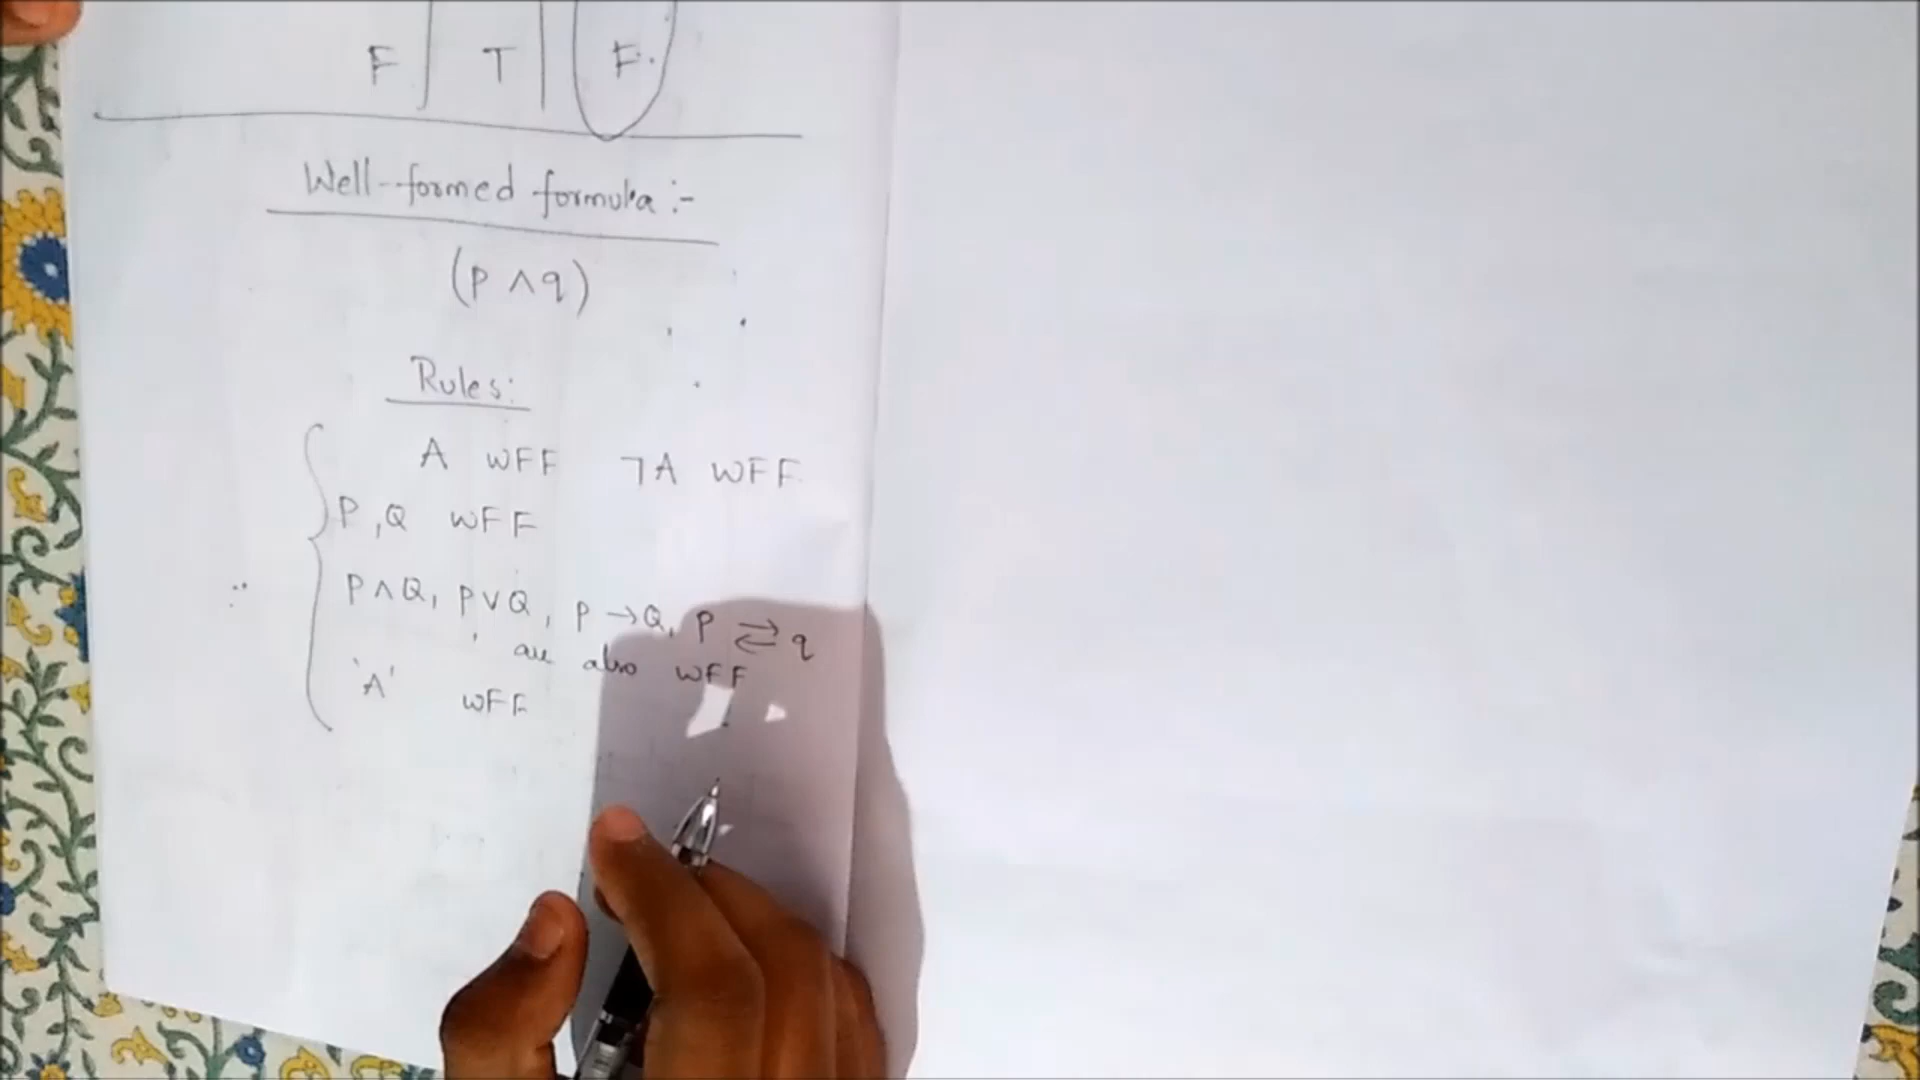 F T F.
Well-formed formula :-
(P ∧ q)
Rules:
A WFF ¬A WFF
P, Q WFF
P ∧ Q, P ∨ Q, P → Q, P ⇄ q
are also WFF
'A' WFF